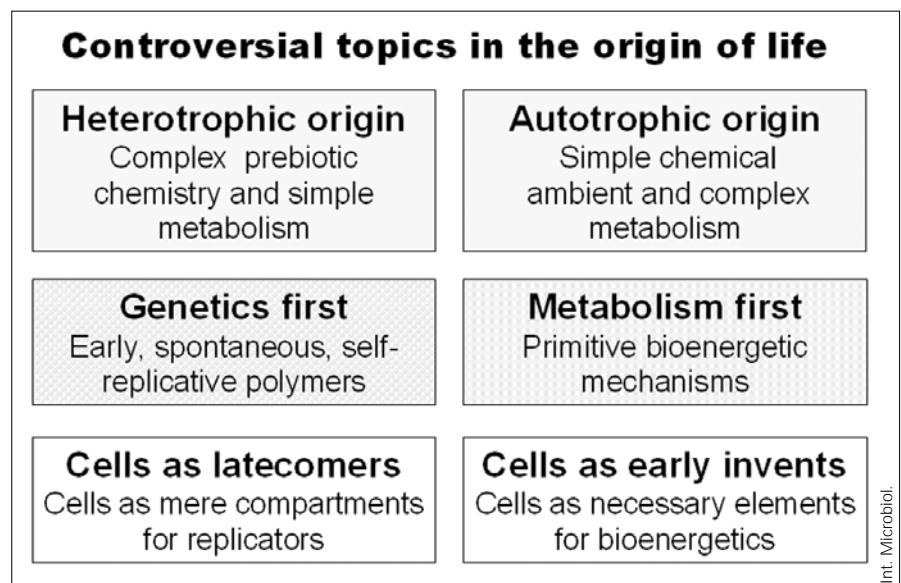 Controversial topics in the origin of life
Heterotrophic origin
Complex prebiotic
chemistry and simple
metabolism
Autotrophic origin
Simple chemical
ambient and complex
metabolism
Genetics first
Early, spontaneous, self-
replicative polymers
Metabolism first
Primitive bioenergetic
mechanisms
Cells as latecomers
Cells as mere compartments
for replicators
Cells as early invents
Cells as necessary elements
for bioenergetics
Int. Microbiol.